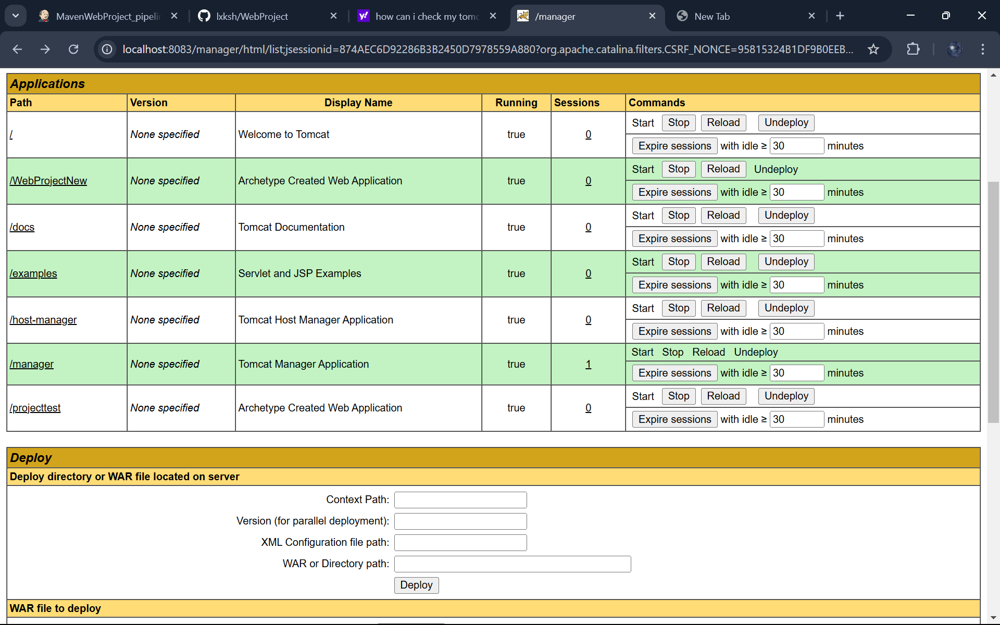 MavenWebProject_pipelin
lxksh/WebProject
how can i check my tomc
/manager
New Tab
localhost:8083/manager/html/list;jsessionid=874AEC6D92286B3B2450D7978559A880?org.apache.catalina.filters.CSRF_NONCE=95815324B1DF9B0EEB...
Applications
Path Version Display Name Running Sessions Commands
/ None specified Welcome to Tomcat true 0 Start Stop Reload Undeploy
Expire sessions with idle ≥ 30 minutes
/WebProjectNew None specified Archetype Created Web Application true 0 Start Stop Reload Undeploy
Expire sessions with idle ≥ 30 minutes
/docs None specified Tomcat Documentation true 0 Start Stop Reload Undeploy
Expire sessions with idle ≥ 30 minutes
/examples None specified Servlet and JSP Examples true 0 Start Stop Reload Undeploy
Expire sessions with idle ≥ 30 minutes
/host-manager None specified Tomcat Host Manager Application true 0 Start Stop Reload Undeploy
Expire sessions with idle ≥ 30 minutes
/manager None specified Tomcat Manager Application true 1 Start Stop Reload Undeploy
Expire sessions with idle ≥ 30 minutes
/projecttest None specified Archetype Created Web Application true 0 Start Stop Reload Undeploy
Expire sessions with idle ≥ 30 minutes
Deploy
Deploy directory or WAR file located on server
Context Path:
Version (for parallel deployment):
XML Configuration file path:
WAR or Directory path:
Deploy
WAR file to deploy